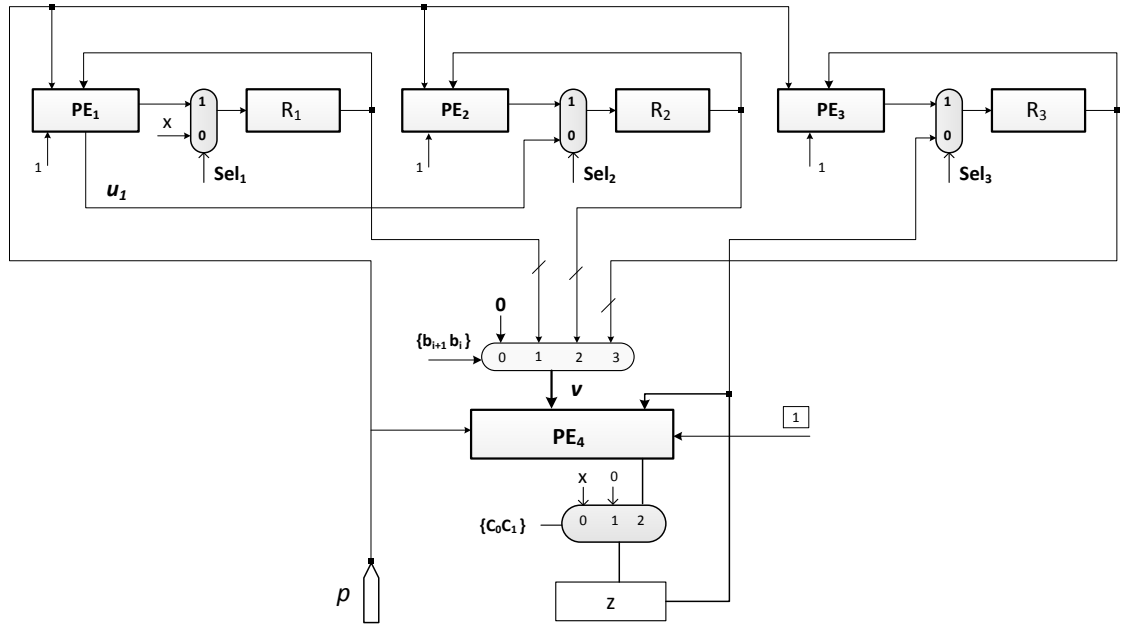 PE1 1 R1 PE2 1 R2 PE3 1 R3
x 0 0 0
1 1 1
Sel1 Sel2 Sel3
u1
0
{bi+1 bi} 0 1 2 3
v
1
PE4
x 0
{C0C1} 0 1 2
p z